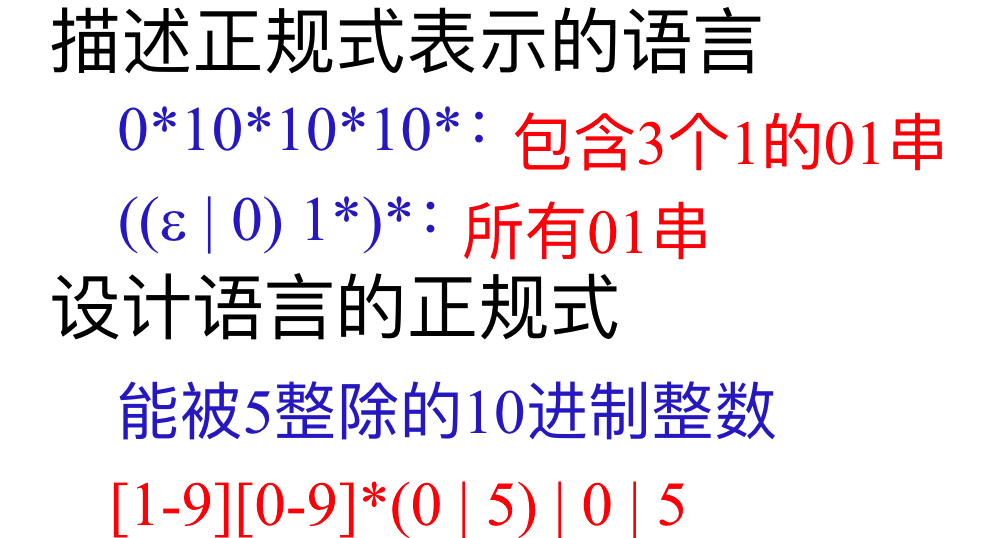 描述正规式表示的语言
0*10*10*10*：包含3个1的01串
((ε | 0) 1*)*：所有01串
设计语言的正规式
能被5整除的10进制整数
[1-9][0-9]*(0 | 5) | 0 | 5